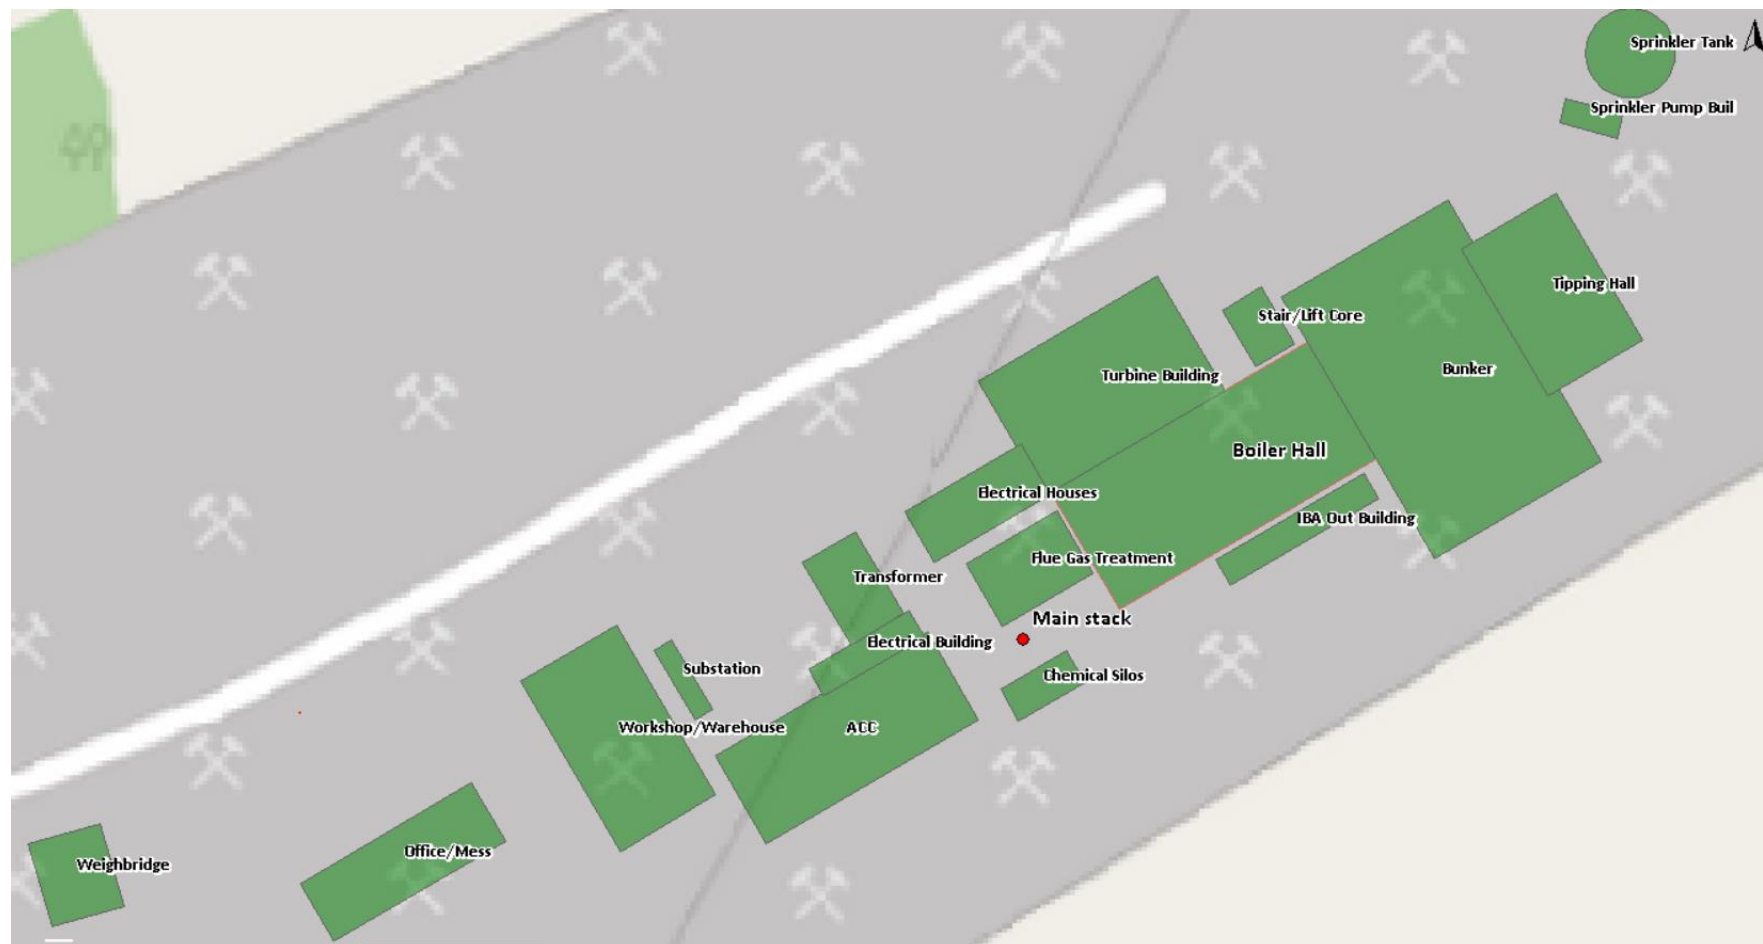 Sprinkler Tank
Sprinkler Pump Buil
Tipping Hall
Stair/Lift Core
Bunker
Turbine Building
Boiler Hall
Electrical Houses
IBA Out Building
Flue Gas Treatment
Transformer
Main stack
Electrical Building
Substation
Chemical Silos
Workshop/Warehouse
ACC
Office/Mess
Weighbridge